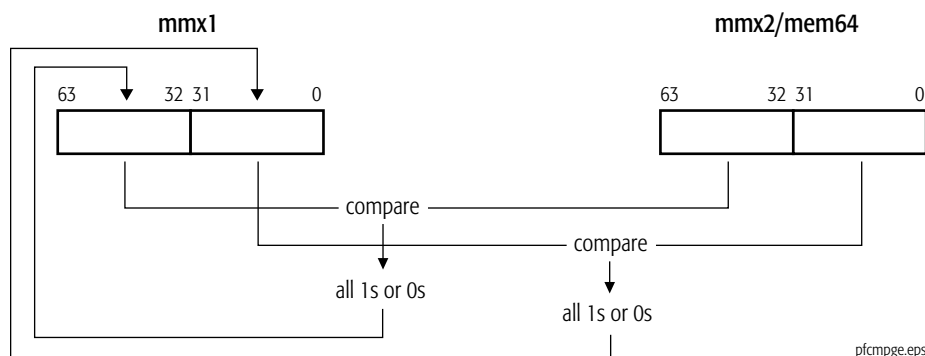 mmx1 mmx2/mem64
63 32 31 0 63 32 31 0
compare
compare
all 1s or 0s
all 1s or 0s
pfcmpge.eps